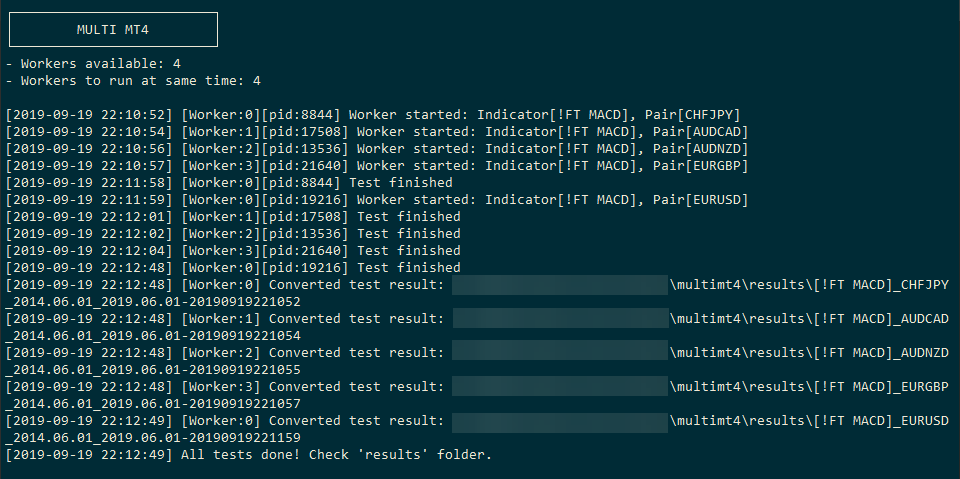 MULTI MT4
- Workers available: 4
- Workers to run at same time: 4
[2019-09-19 22:10:52] [Worker:0][pid:8844] Worker started: Indicator[!FT MACD], Pair[CHFJPY]
[2019-09-19 22:10:54] [Worker:1][pid:17508] Worker started: Indicator[!FT MACD], Pair[AUDCAD]
[2019-09-19 22:10:56] [Worker:2][pid:13536] Worker started: Indicator[!FT MACD], Pair[AUDNZD]
[2019-09-19 22:10:57] [Worker:3][pid:21640] Worker started: Indicator[!FT MACD], Pair[EURGBP]
[2019-09-19 22:11:58] [Worker:0][pid:8844] Test finished
[2019-09-19 22:11:59] [Worker:0][pid:19216] Worker started: Indicator[!FT MACD], Pair[EURUSD]
[2019-09-19 22:12:01] [Worker:1][pid:17508] Test finished
[2019-09-19 22:12:02] [Worker:2][pid:13536] Test finished
[2019-09-19 22:12:04] [Worker:3][pid:21640] Test finished
[2019-09-19 22:12:48] [Worker:0][pid:19216] Test finished
[2019-09-19 22:12:48] [Worker:0] Converted test result: \multimt4\results\[!FT MACD]_CHFJPY
_2014.06.01_2019.06.01-20190919221052
[2019-09-19 22:12:48] [Worker:1] Converted test result: \multimt4\results\[!FT MACD]_AUDCAD
_2014.06.01_2019.06.01-20190919221054
[2019-09-19 22:12:48] [Worker:2] Converted test result: \multimt4\results\[!FT MACD]_AUDNZD
_2014.06.01_2019.06.01-20190919221055
[2019-09-19 22:12:48] [Worker:3] Converted test result: \multimt4\results\[!FT MACD]_EURGBP
_2014.06.01_2019.06.01-20190919221057
[2019-09-19 22:12:49] [Worker:0] Converted test result: \multimt4\results\[!FT MACD]_EURUSD
_2014.06.01_2019.06.01-20190919221159
[2019-09-19 22:12:49] All tests done! Check 'results' folder.